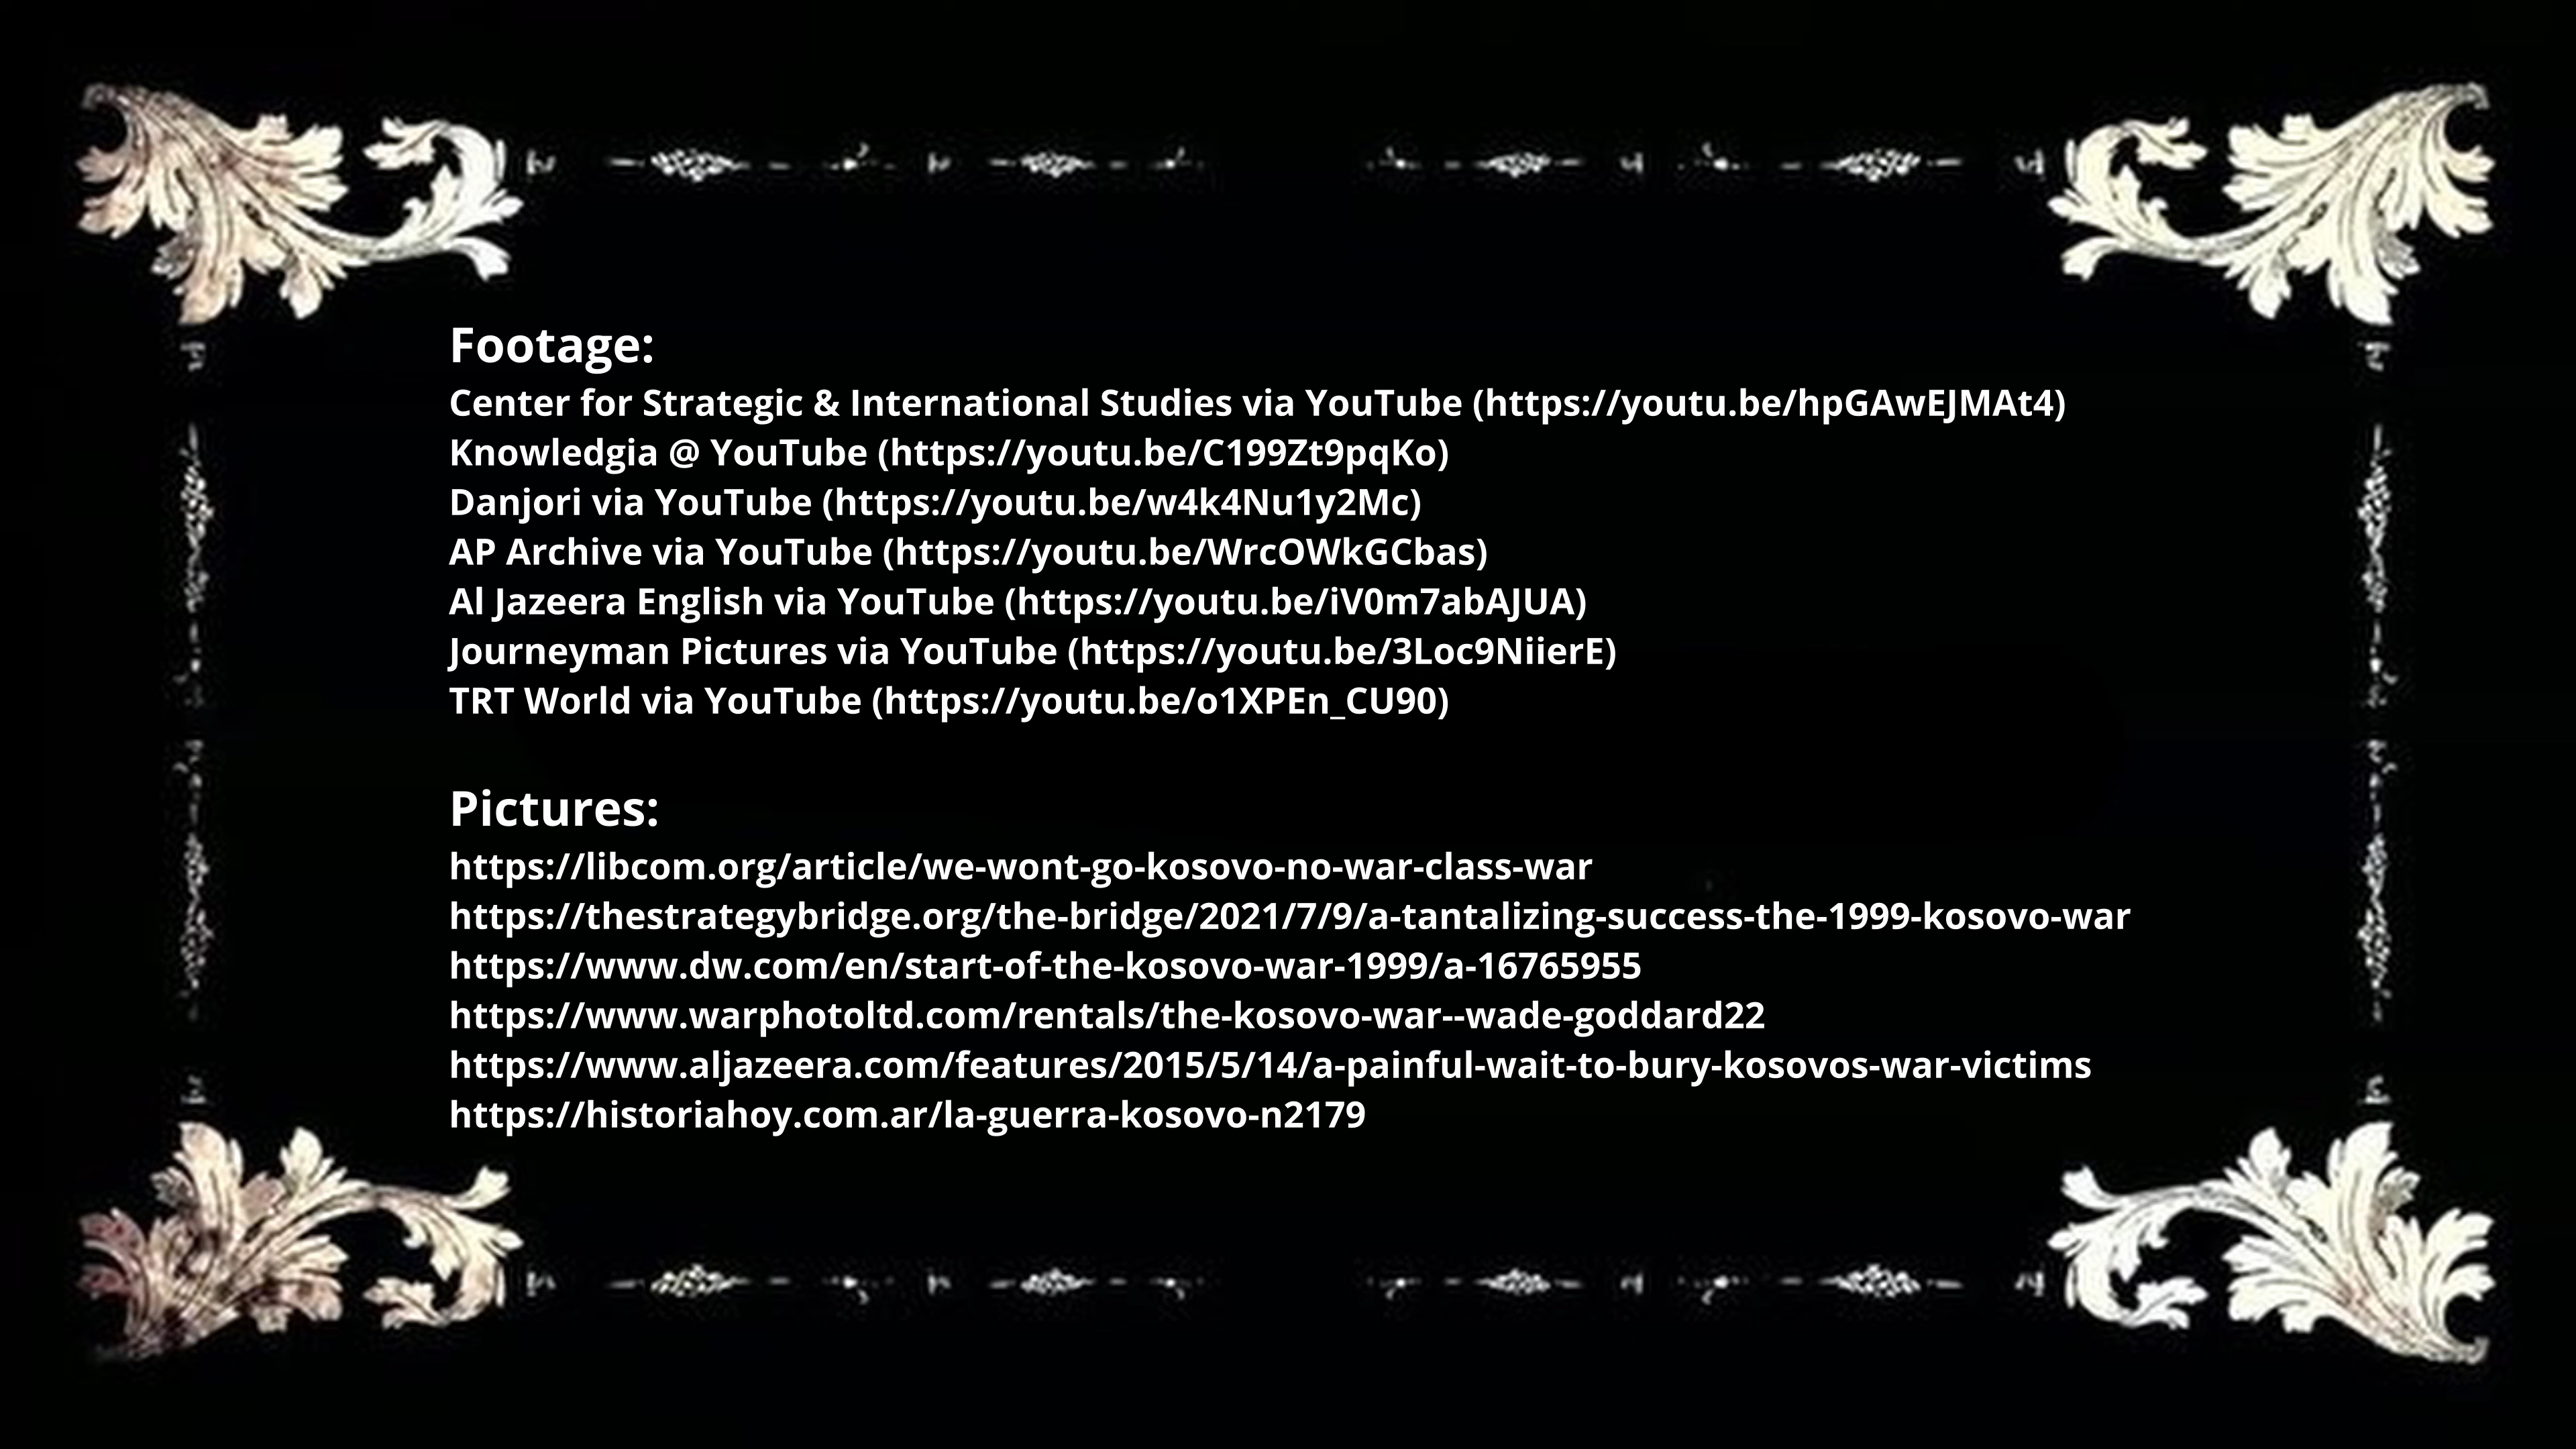 Footage:
Center for Strategic & International Studies via YouTube (https://youtu.be/hpGAwEJMAt4)
Knowledgia @ YouTube (https://youtu.be/C199Zt9pqKo)
Danjori via YouTube (https://youtu.be/w4k4Nu1y2Mc)
AP Archive via YouTube (https://youtu.be/WrcOWkGCbas)
Al Jazeera English via YouTube (https://youtu.be/iV0m7abAJUA)
Journeyman Pictures via YouTube (https://youtu.be/3Loc9NiierE)
TRT World via YouTube (https://youtu.be/o1XPEn_CU90)
Pictures:
https://libcom.org/article/we-wont-go-kosovo-no-war-class-war
https://thestrategybridge.org/the-bridge/2021/7/9/a-tantalizing-success-the-1999-kosovo-war
https://www.dw.com/en/start-of-the-kosovo-war-1999/a-16765955
https://www.warphotoltd.com/rentals/the-kosovo-war--wade-goddard22
https://www.aljazeera.com/features/2015/5/14/a-painful-wait-to-bury-kosovos-war-victims
https://historiahoy.com.ar/la-guerra-kosovo-n2179